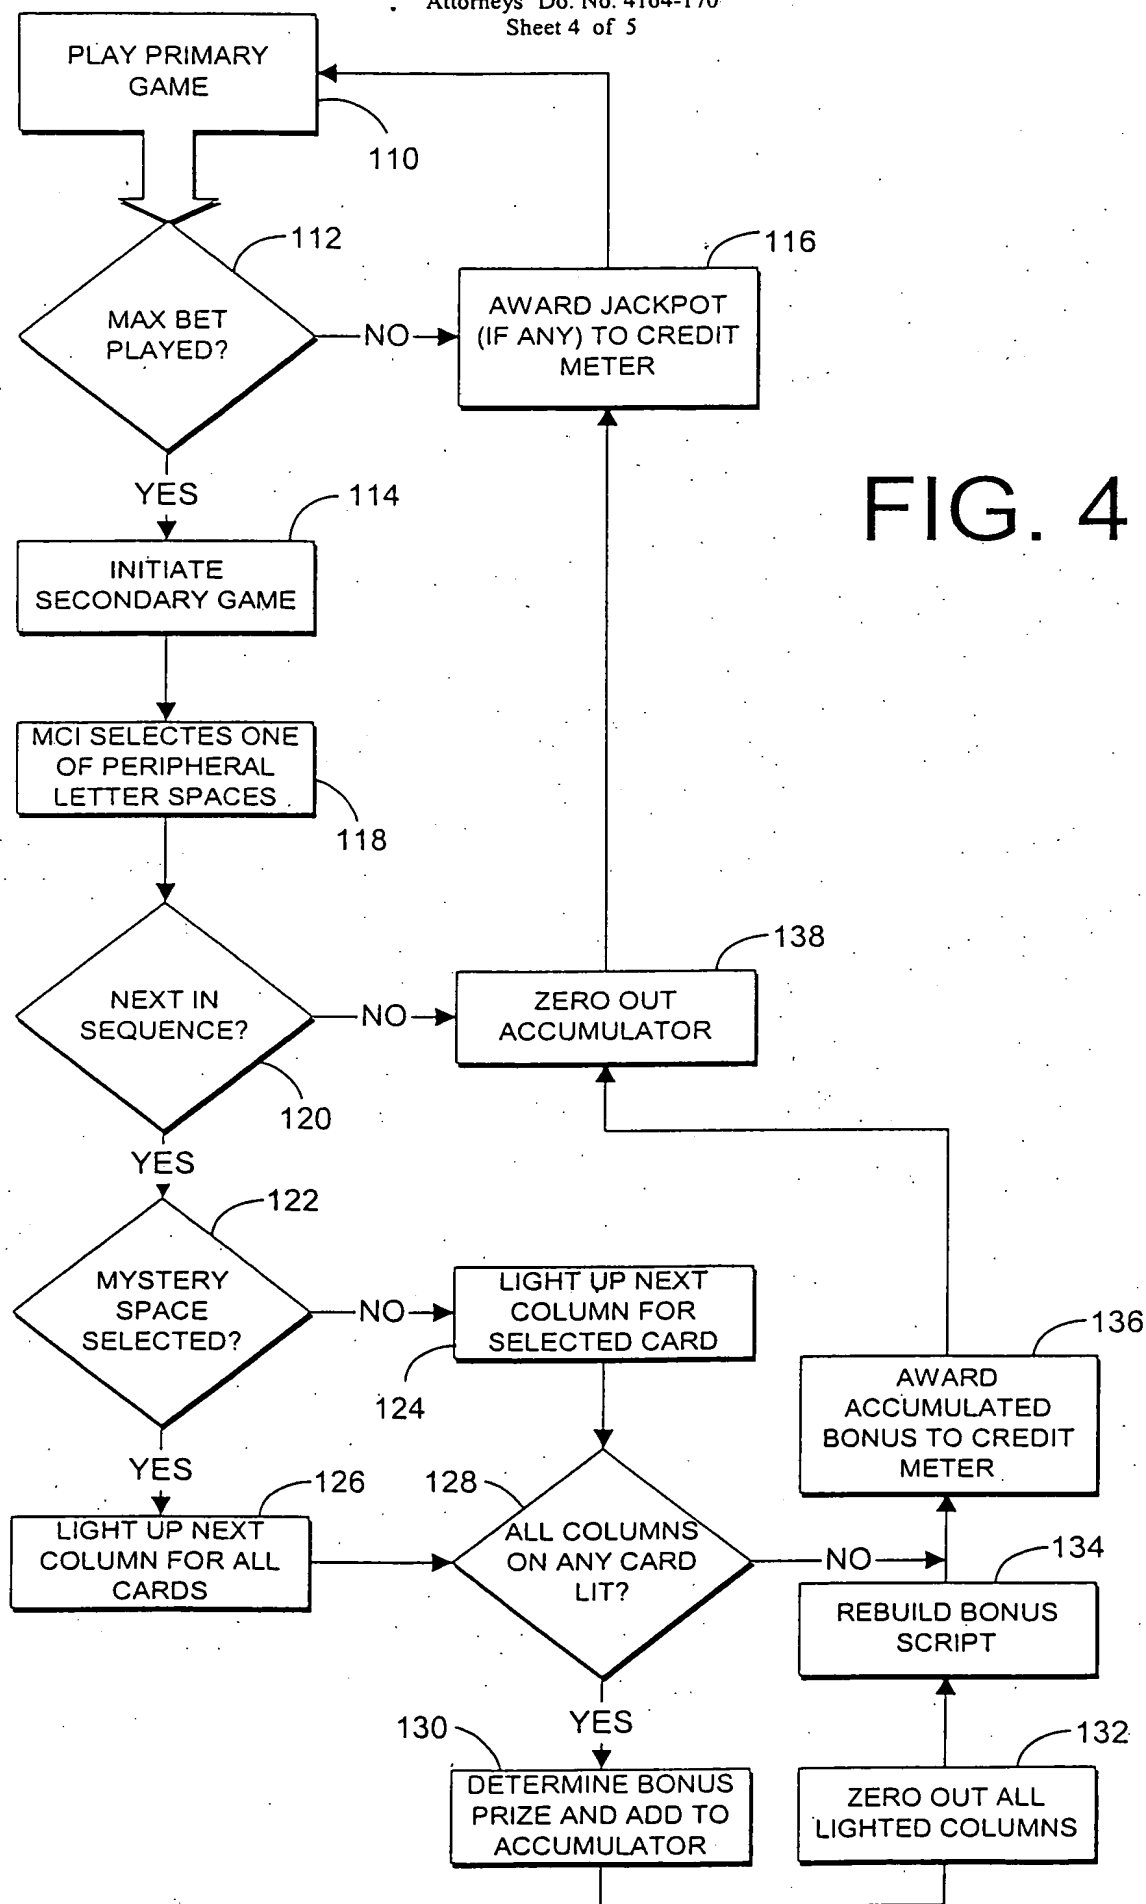 Attorneys' Do. No. 4164-170
Sheet 4 of 5
PLAY PRIMARY
GAME
110
112
MAX BET
PLAYED?
NO
116
AWARD JACKPOT
(IF ANY) TO CREDIT
METER
FIG. 4
YES
114
INITIATE
SECONDARY GAME
MCI SELECTES ONE
OF PERIPHERAL
LETTER SPACES
118
NEXT IN
SEQUENCE?
120
NO
138
ZERO OUT
ACCUMULATOR
YES
122
MYSTERY
SPACE
SELECTED?
NO
LIGHT UP NEXT
COLUMN FOR
SELECTED CARD
124
136
AWARD
ACCUMULATED
BONUS TO CREDIT
METER
YES
126
LIGHT UP NEXT
COLUMN FOR ALL
CARDS
128
ALL COLUMNS
ON ANY CARD
LIT?
NO
134
REBUILD BONUS
SCRIPT
YES
130
DETERMINE BONUS
PRIZE AND ADD TO
ACCUMULATOR
132
ZERO OUT ALL
LIGHTED COLUMNS